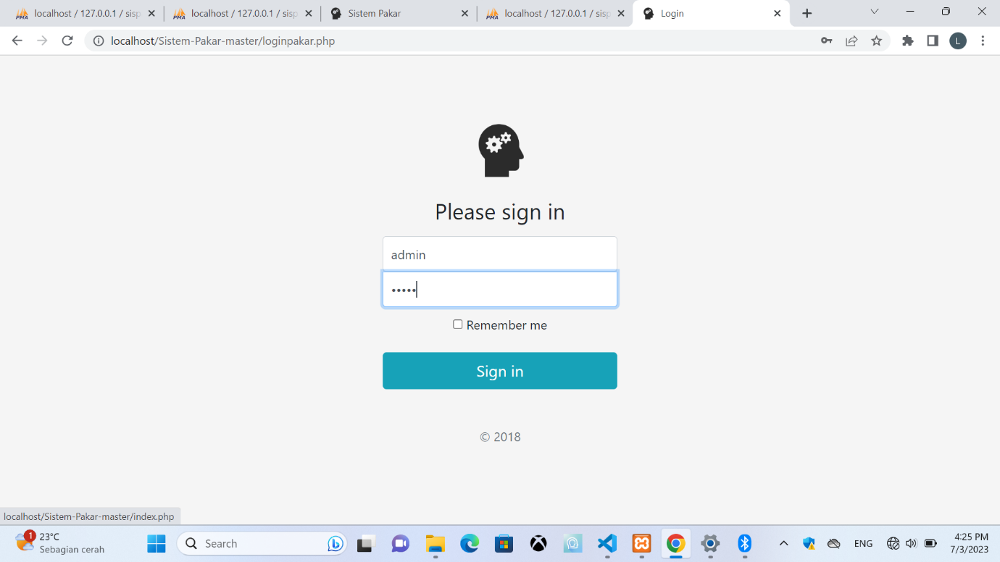 localhost / 127.0.0.1 / sisp
localhost / 127.0.0.1 / sisp
Sistem Pakar
localhost / 127.0.0.1 / sisp
Login
localhost/Sistem-Pakar-master/loginpakar.php
L
Please sign in
admin
•••••
Remember me
Sign in
© 2018
localhost/Sistem-Pakar-master/index.php
1
23°C
Sebagian cerah
Search
ENG
4:25 PM
7/3/2023